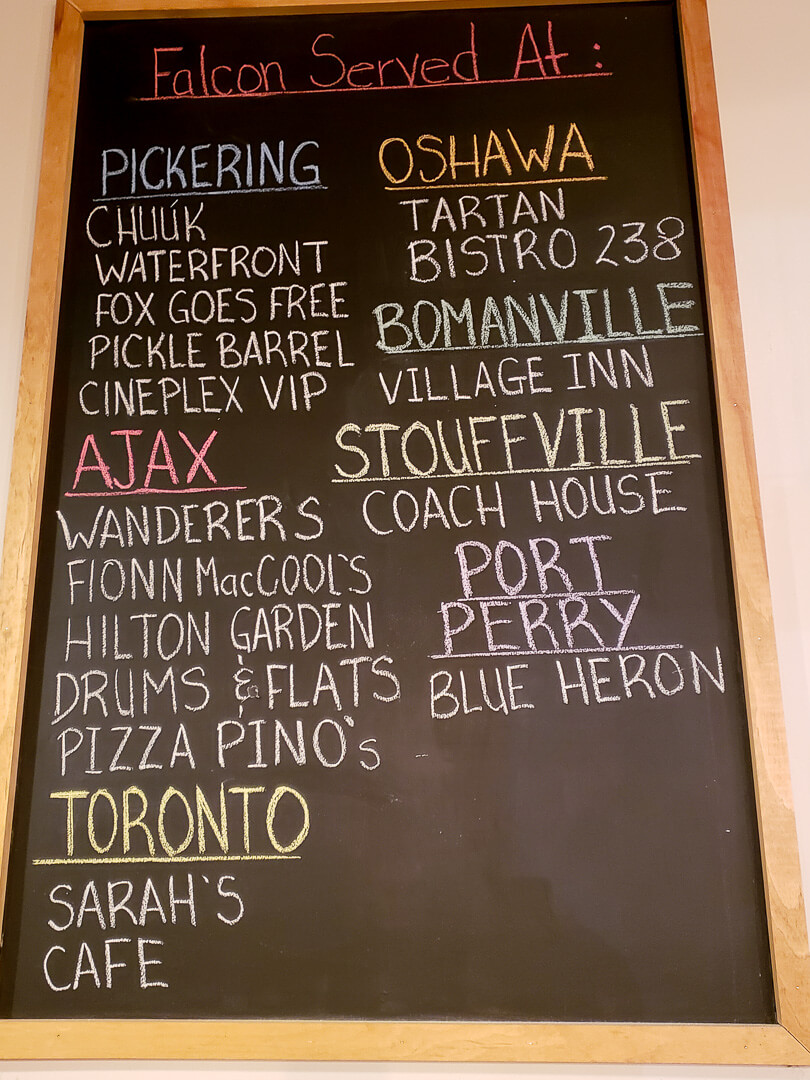 Falcon Served At:
PICKERING
CHUÚK
WATERFRONT
FOX GOES FREE
PICKLE BARREL
CINEPLEX VIP
AJAX
WANDERERS
FIONN MacCOOL'S
HILTON GARDEN
DRUMS & FLATS
PIZZA PINO's
TORONTO
SARAH'S
CAFE
OSHAWA
TARTAN
BISTRO 238
BOMANVILLE
VILLAGE INN
STOUFFVILLE
COACH HOUSE
PORT
PERRY
BLUE HERON